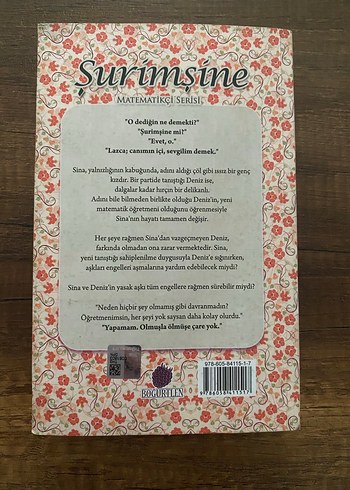 Şurimşine
MATEMATİKÇİ SERİSİ
"O dediğin ne demekti?"
"Şurimşine mi?"
"Evet, o."
"Lazca; canımın içi, sevgilim demek."
Sina, yalnızlığının kabuğunda, adını aldığı çöl gibi ıssız bir genç
kızdır. Bir partide tanıştığı Deniz ise,
dalgalar kadar hırçın bir delikanlı.
Adını bile bilmeden birlikte olduğu Deniz'in, yeni
matematik öğretmeni olduğunu öğrenmesiyle
Sina'nın hayatı tamamen değişir.
Her şeye rağmen Sina'dan vazgeçmeyen Deniz,
farkında olmadan ona zarar vermektedir. Sina,
yeni tanıştığı sahiplenilme duygusuyla Deniz'e sığınırken,
aşkları engelleri aşmalarına yardım edebilecek midir?
Sina ve Deniz'in yasak aşkı tüm engellere rağmen sürebilir miydi?
"Neden hiçbir şey olmamış gibi davranmadın?
Öğretmenimsin, her şeyi yok saysan daha kolay olurdu."
"Yapamam. Olmuşla ölmüşe çare yok."
978-605-84115-1-7
BÖĞÜRTLEN
9786058411517